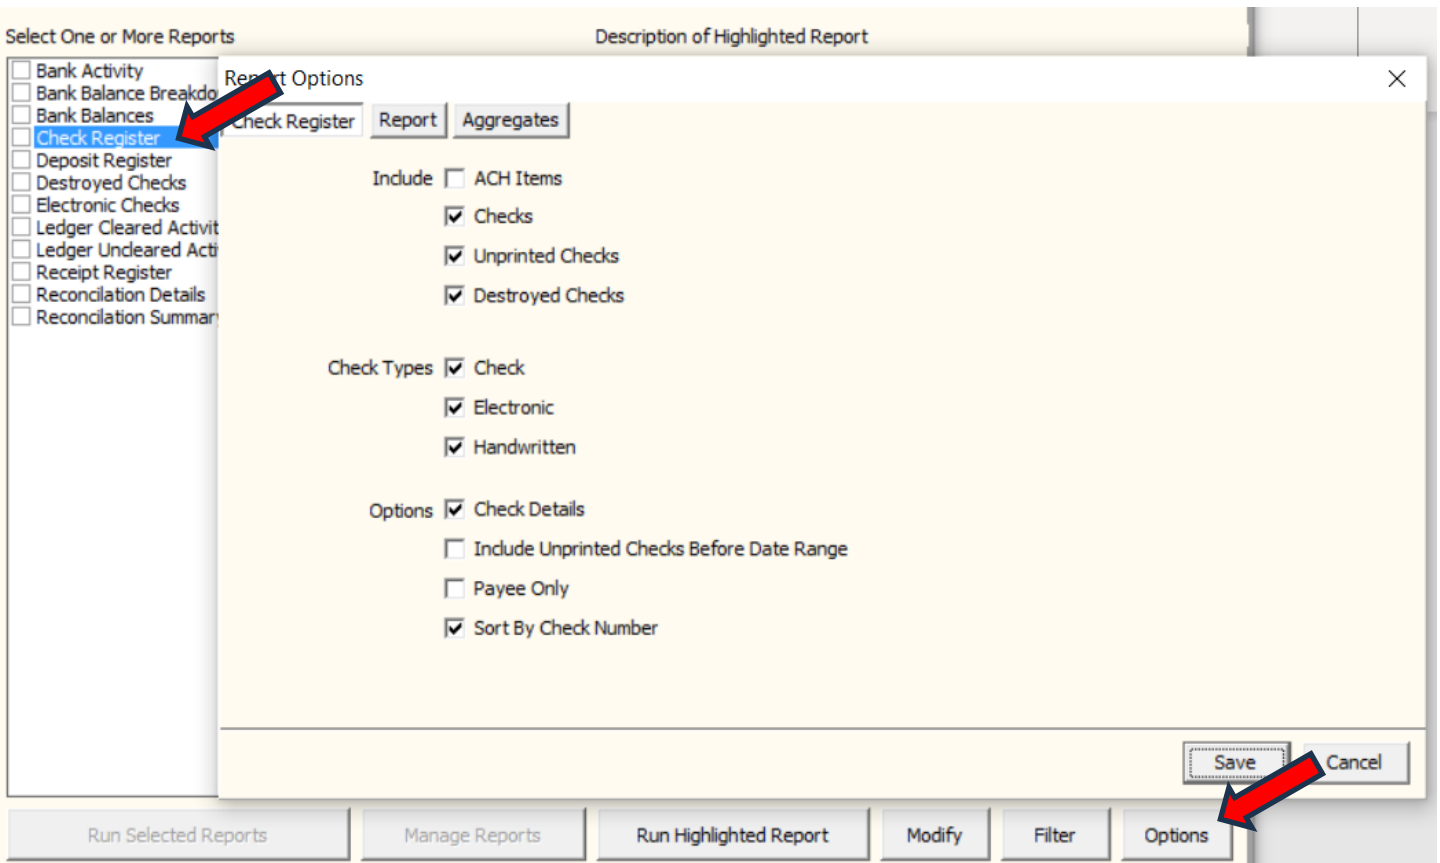 Select One or More Reports
Description of Highlighted Report
Bank Activity
Bank Balance Breakdo
Bank Balances
Check Register
Deposit Register
Destroyed Checks
Electronic Checks
Ledger Cleared Activit
Ledger Uncleared Acti
Receipt Register
Reconcilation Details
Reconcilation Summary
Report Options
Check Register Report Aggregates
Include ACH Items
Checks
Unprinted Checks
Destroyed Checks
Check Types Check
Electronic
Handwritten
Options Check Details
Include Unprinted Checks Before Date Range
Payee Only
Sort By Check Number
Save Cancel
Run Selected Reports Manage Reports Run Highlighted Report Modify Filter Options